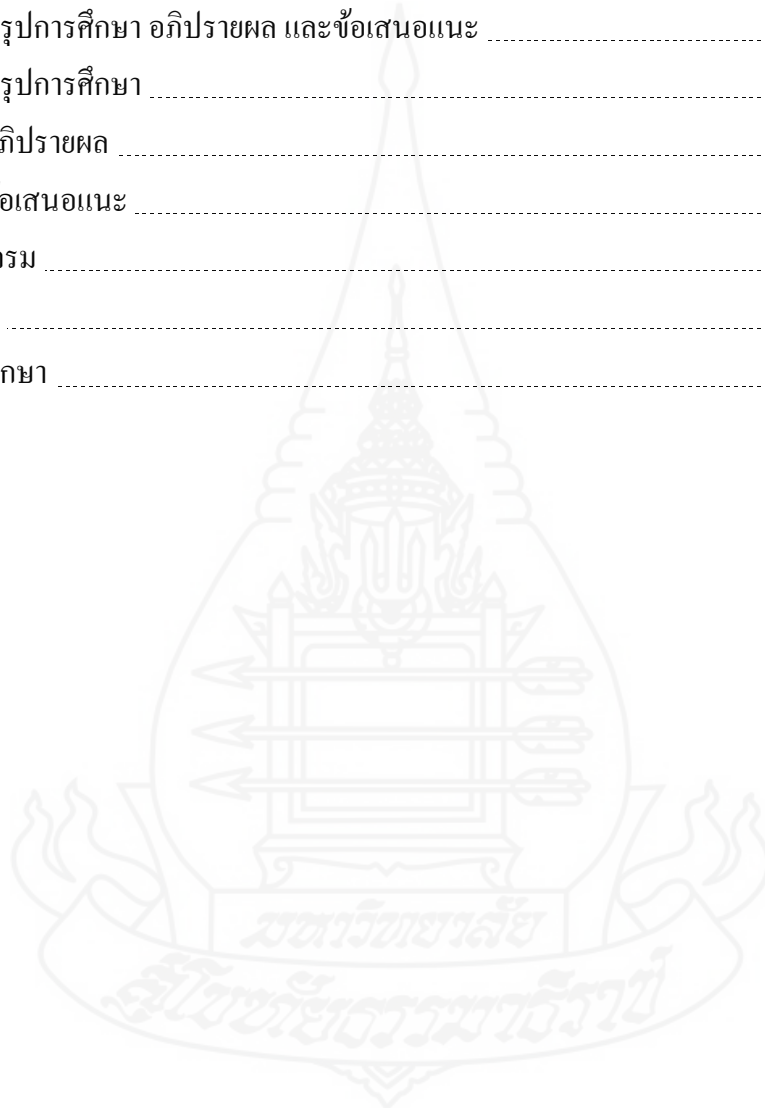 รุปการศึกษา อภิปรายผล และข้อเสนอแนะ
รุปการศึกษา
ภิปรายผล
อเสนอแนะ
รรม
กษา
มหาวิทยาลัย
สุโขทัยธรรมาธิราช